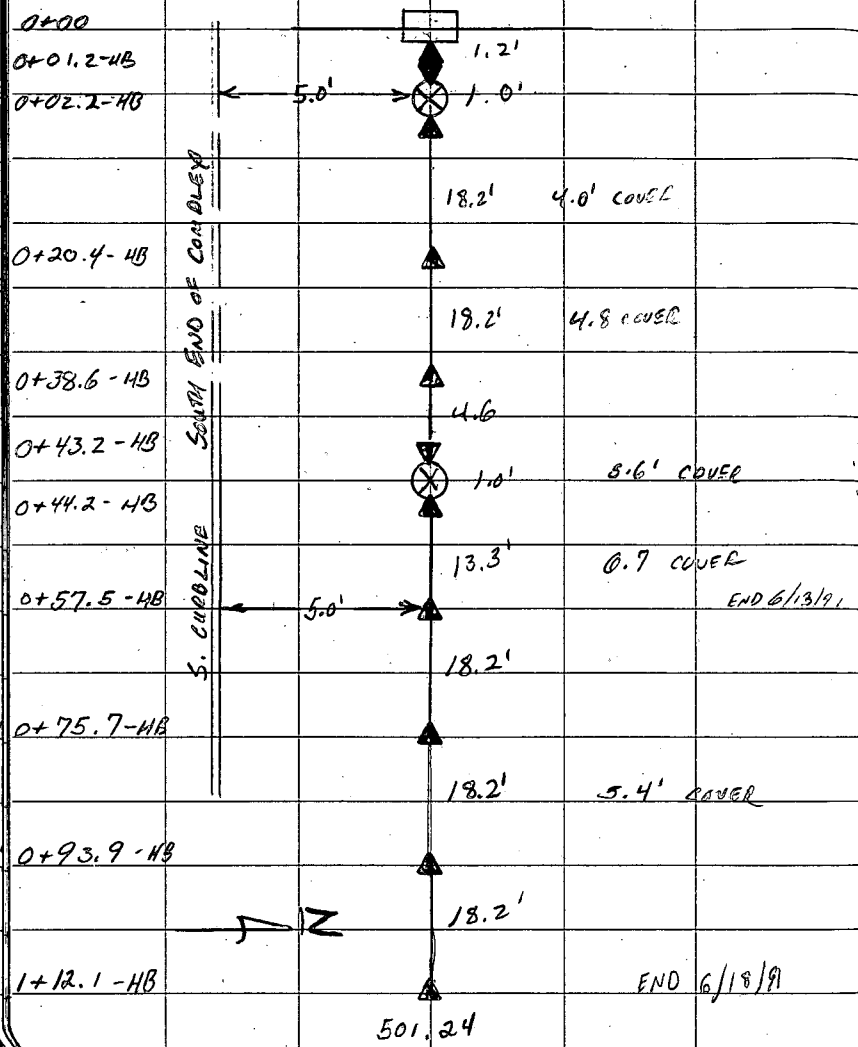 0+00
0+01.2-HB 1.2'
0+02.2-HB 5.0' 1.0'
18.2' 4.0' COVER
0+20.4-HB
18.2' 4.8 COVER
0+38.6-HB
4.6
0+43.2-HB
1.0' 5.6' COVER
0+44.2-HB
13.3' 6.7 COVER
0+57.5-HB 5.0' END 6/13/91
18.2'
0+75.7-HB
18.2' 5.4' COVER
0+93.9-HB
18.2'
N
1+12.1-HB END 6/18/91
501.24
S. CURBLINE SOUTH END OF